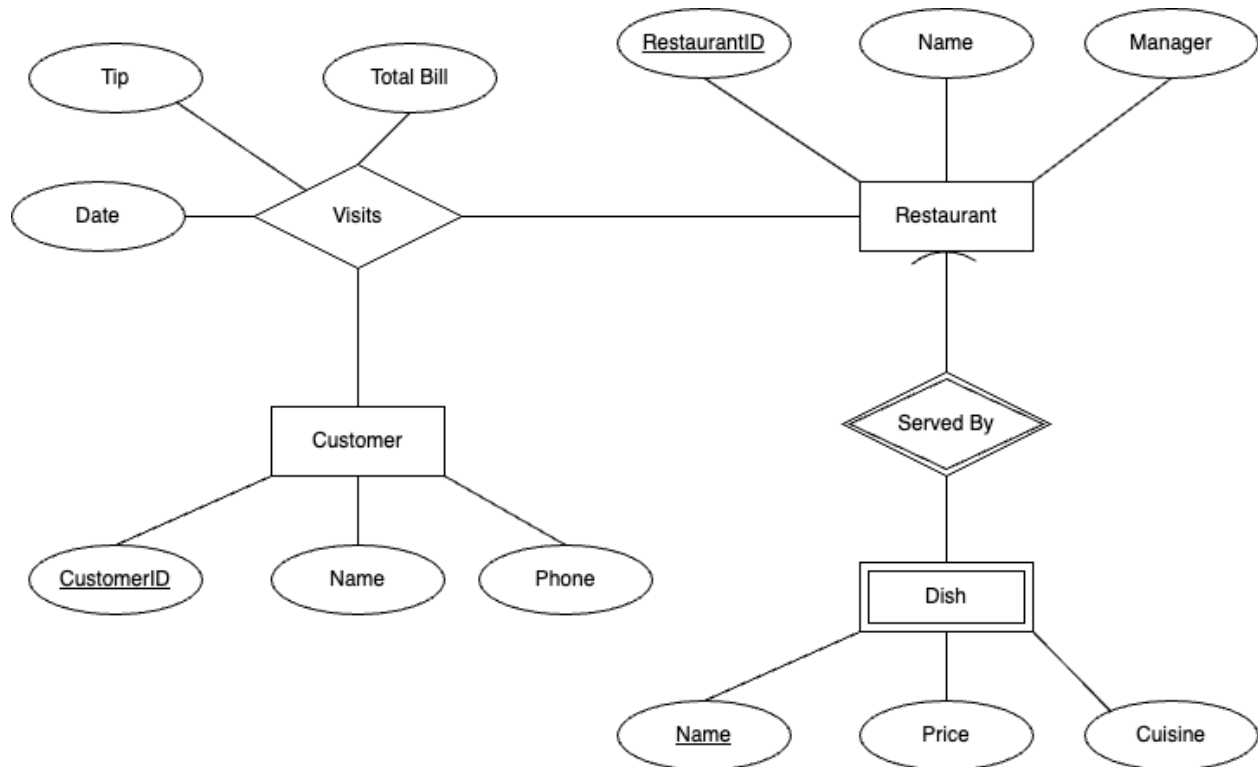 RestaurantID
Name
Manager
Tip
Total Bill
Date
Visits
Restaurant
Customer
Served By
CustomerID
Name
Phone
Dish
Name
Price
Cuisine